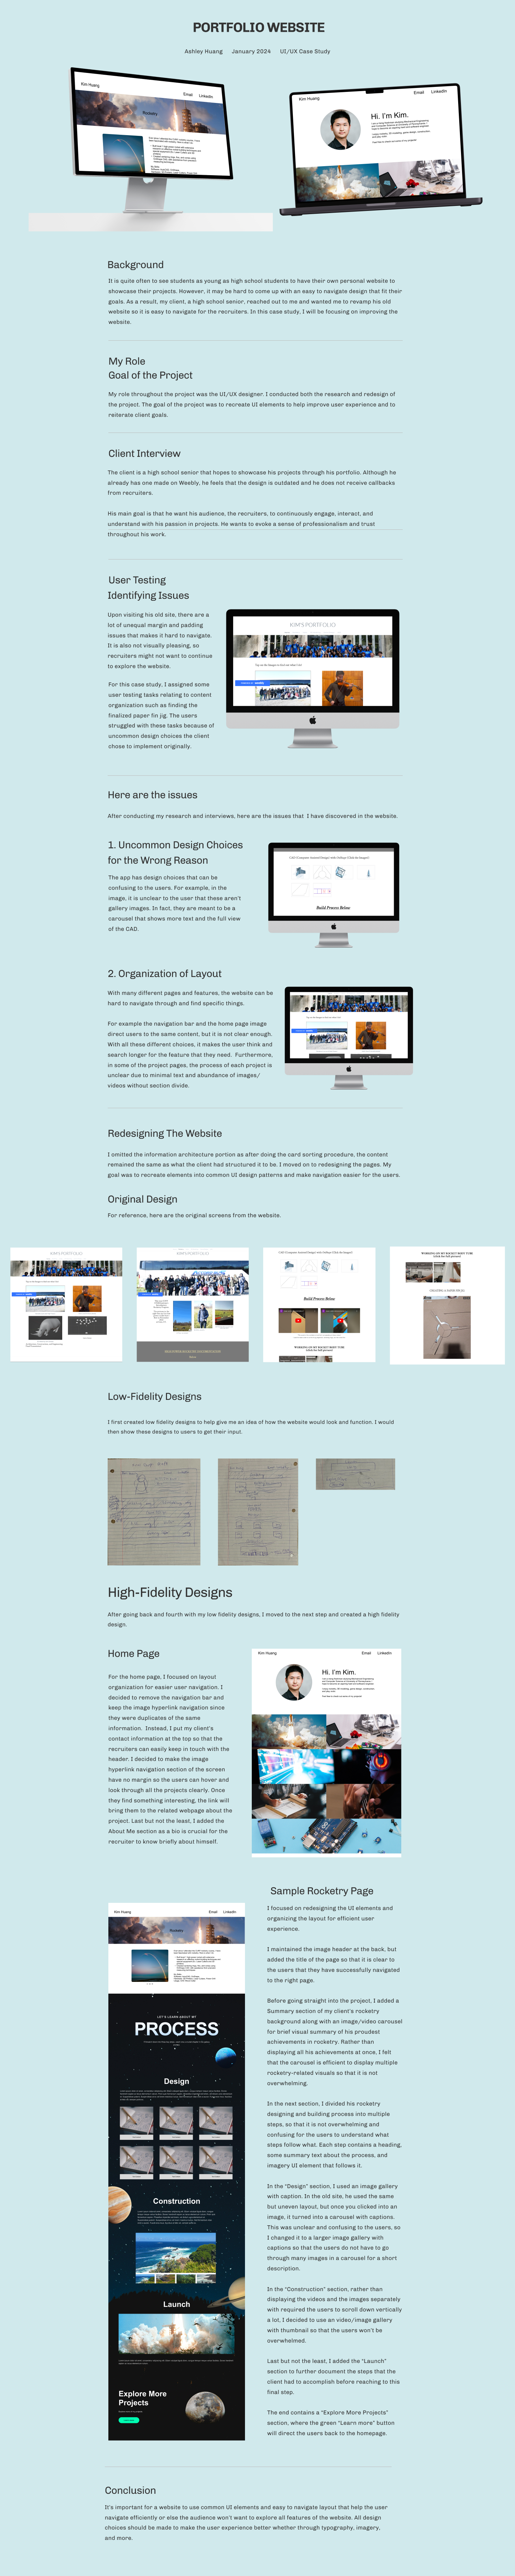 PORTFOLIO WEBSITE
Ashley Huang January 2024 UI/UX Case Study
Kim Huang
Email LinkedIn
Rocketry
Kim Huang
Email LinkedIn
Hi. I'm Kim.
Background
It is quite often to see students as young as high school students to have their own personal website to
showcase their projects. However, it may be hard to come up with an easy to navigate design that fit their
goals. As a result, my client, a high school senior, reached out to me and wanted me to revamp his old
website so it is easy to navigate for the recruiters. In this case study, I will be focusing on improving the
website.
My Role
Goal of the Project
My role throughout the project was the UI/UX designer. I conducted both the research and redesign of
the project. The goal of the project was to recreate UI elements to help improve user experience and to
reiterate client goals.
Client Interview
The client is a high school senior that hopes to showcase his projects through his portfolio. Although he
already has one made on Weebly, he feels that the design is outdated and he does not receive callbacks
from recruiters.
His main goal is that he want his audience, the recruiters, to continuously engage, interact, and
understand with his passion in projects. He wants to evoke a sense of professionalism and trust
throughout his work.
User Testing
Identifying Issues
Upon visiting his old site, there are a
lot of unequal margin and padding
issues that makes it hard to navigate.
It is also not visually pleasing, so
recruiters might not want to continue
to explore the website.
For this case study, I assigned some
user testing tasks relating to content
organization such as finding the
finalized paper fin jig. The users
struggled with these tasks because of
uncommon design choices the client
chose to implement originally.
KIM'S PORTFOLIO
Here are the issues
After conducting my research and interviews, here are the issues that I have discovered in the website.
1. Uncommon Design Choices
for the Wrong Reason
The app has design choices that can be
confusing to the users. For example, in the
image, it is unclear to the user that these aren't
gallery images. In fact, they are meant to be a
carousel that shows more text and the full view
of the CAD.
Build Process Below
2. Organization of Layout
With many different pages and features, the website can be
hard to navigate through and find specific things.
For example the navigation bar and the home page image
direct users to the same content, but it is not clear enough.
With all these different choices, it makes the user think and
search longer for the feature that they need. Furthermore,
in some of the project pages, the process of each project is
unclear due to minimal text and abundance of images/
videos without section divide.
Redesigning The Website
I omitted the information architecture portion as after doing the card sorting procedure, the content
remained the same as what the client had structured it to be. I moved on to redesigning the pages. My
goal was to recreate elements into common UI design patterns and make navigation easier for the users.
Original Design
For reference, here are the original screens from the website.
KIM'S PORTFOLIO
KIM'S PORTFOLIO
Build Process Below
Low-Fidelity Designs
I first created low fidelity designs to help give me an idea of how the website would look and function. I would
then show these designs to users to get their input.
High-Fidelity Designs
After going back and fourth with my low fidelity designs, I moved to the next step and created a high fidelity
design.
Home Page
For the home page, I focused on layout
organization for easier user navigation, I
decided to remove the navigation bar and
keep the image hyperlink navigation since
they were duplicates of the same
information. Instead, I put my client's
contact information at the top so that the
recruiters can easily keep in touch with the
header. I decided to make the image
hyperlink navigation section of the screen
have no margin so the users can hover and
look through all the projects clearly. Once
they find something interesting, the link will
bring them to the related webpage about the
project. Last but not the least, I added the
About Me section as a bio is crucial for the
recruiter to know briefly about himself.
Kim Huang
Email LinkedIn
Hi. I'm Kim.
Sample Rocketry Page
I focused on redesigning the UI elements and
organizing the layout for efficient user
experience.
I maintained the image header at the back, but
added the title of the page so that it is clear to
the users that they have successfully navigated
to the right page.
Before going straight into the project, I added a
Summary section of my client's rocketry
background along with an image/video carousel
for brief visual summary of his proudest
achievements in rocketry. Rather than
displaying all his achievements at once, I felt
that the carousel is efficient to display multiple
rocketry-related visuals so that it is not
overwhelming.
In the next section, I divided his rocketry
designing and building process into multiple
steps, so that it is not overwhelming and
confusing for the users to understand what
steps follow what. Each step contains a heading,
some summary text about the process, and
imagery UI element that follows it.
In the "Design" section, I used an image gallery
with caption. In the old site, he used the same
but uneven layout, but once you clicked into an
image, it turned into a carousel with captions.
This was unclear and confusing to the users, so
I changed it to a larger image gallery with
captions so that the users do not have to go
through many images in a carousel for a short
description.
In the "Construction" section, rather than
displaying the videos and the images separately
with required the users to scroll down vertically
a lot, I decided to use an video/image gallery
with thumbnail so that the users won't be
overwhelmed.
Last but not the least, I added the "Launch"
section to further document the steps that the
client had to accomplish before reaching to this
final step.
The end contains a "Explore More Projects"
section, where the green "Learn more" button
will direct the users back to the homepage.
Kim Huang
Email LinkedIn
Rocketry
LET'S LEARN ABOUT MY
PROCESS
Design
Construction
Launch
Explore More
Projects
Conclusion
It's important for a website to use common UI elements and easy to navigate layout that help the user
navigate efficiently or else the audience won't want to explore all features of the website. All design
choices should be made to make the user experience better whether through typography, imagery,
and more.